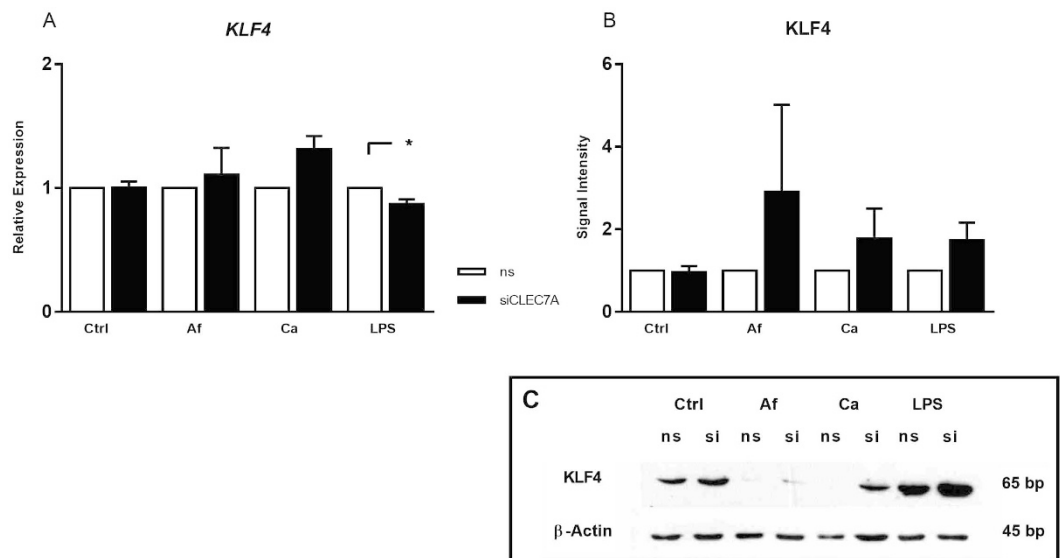 A
KLF4
Relative Expression
2
1
0
*
Ctrl Af Ca LPS
ns
siCLEC7A
B
KLF4
Signal Intensity
6
4
2
0
Ctrl Af Ca LPS
C
Ctrl Af Ca LPS
ns si ns si ns si ns si
KLF4 65 bp
β-Actin 45 bp